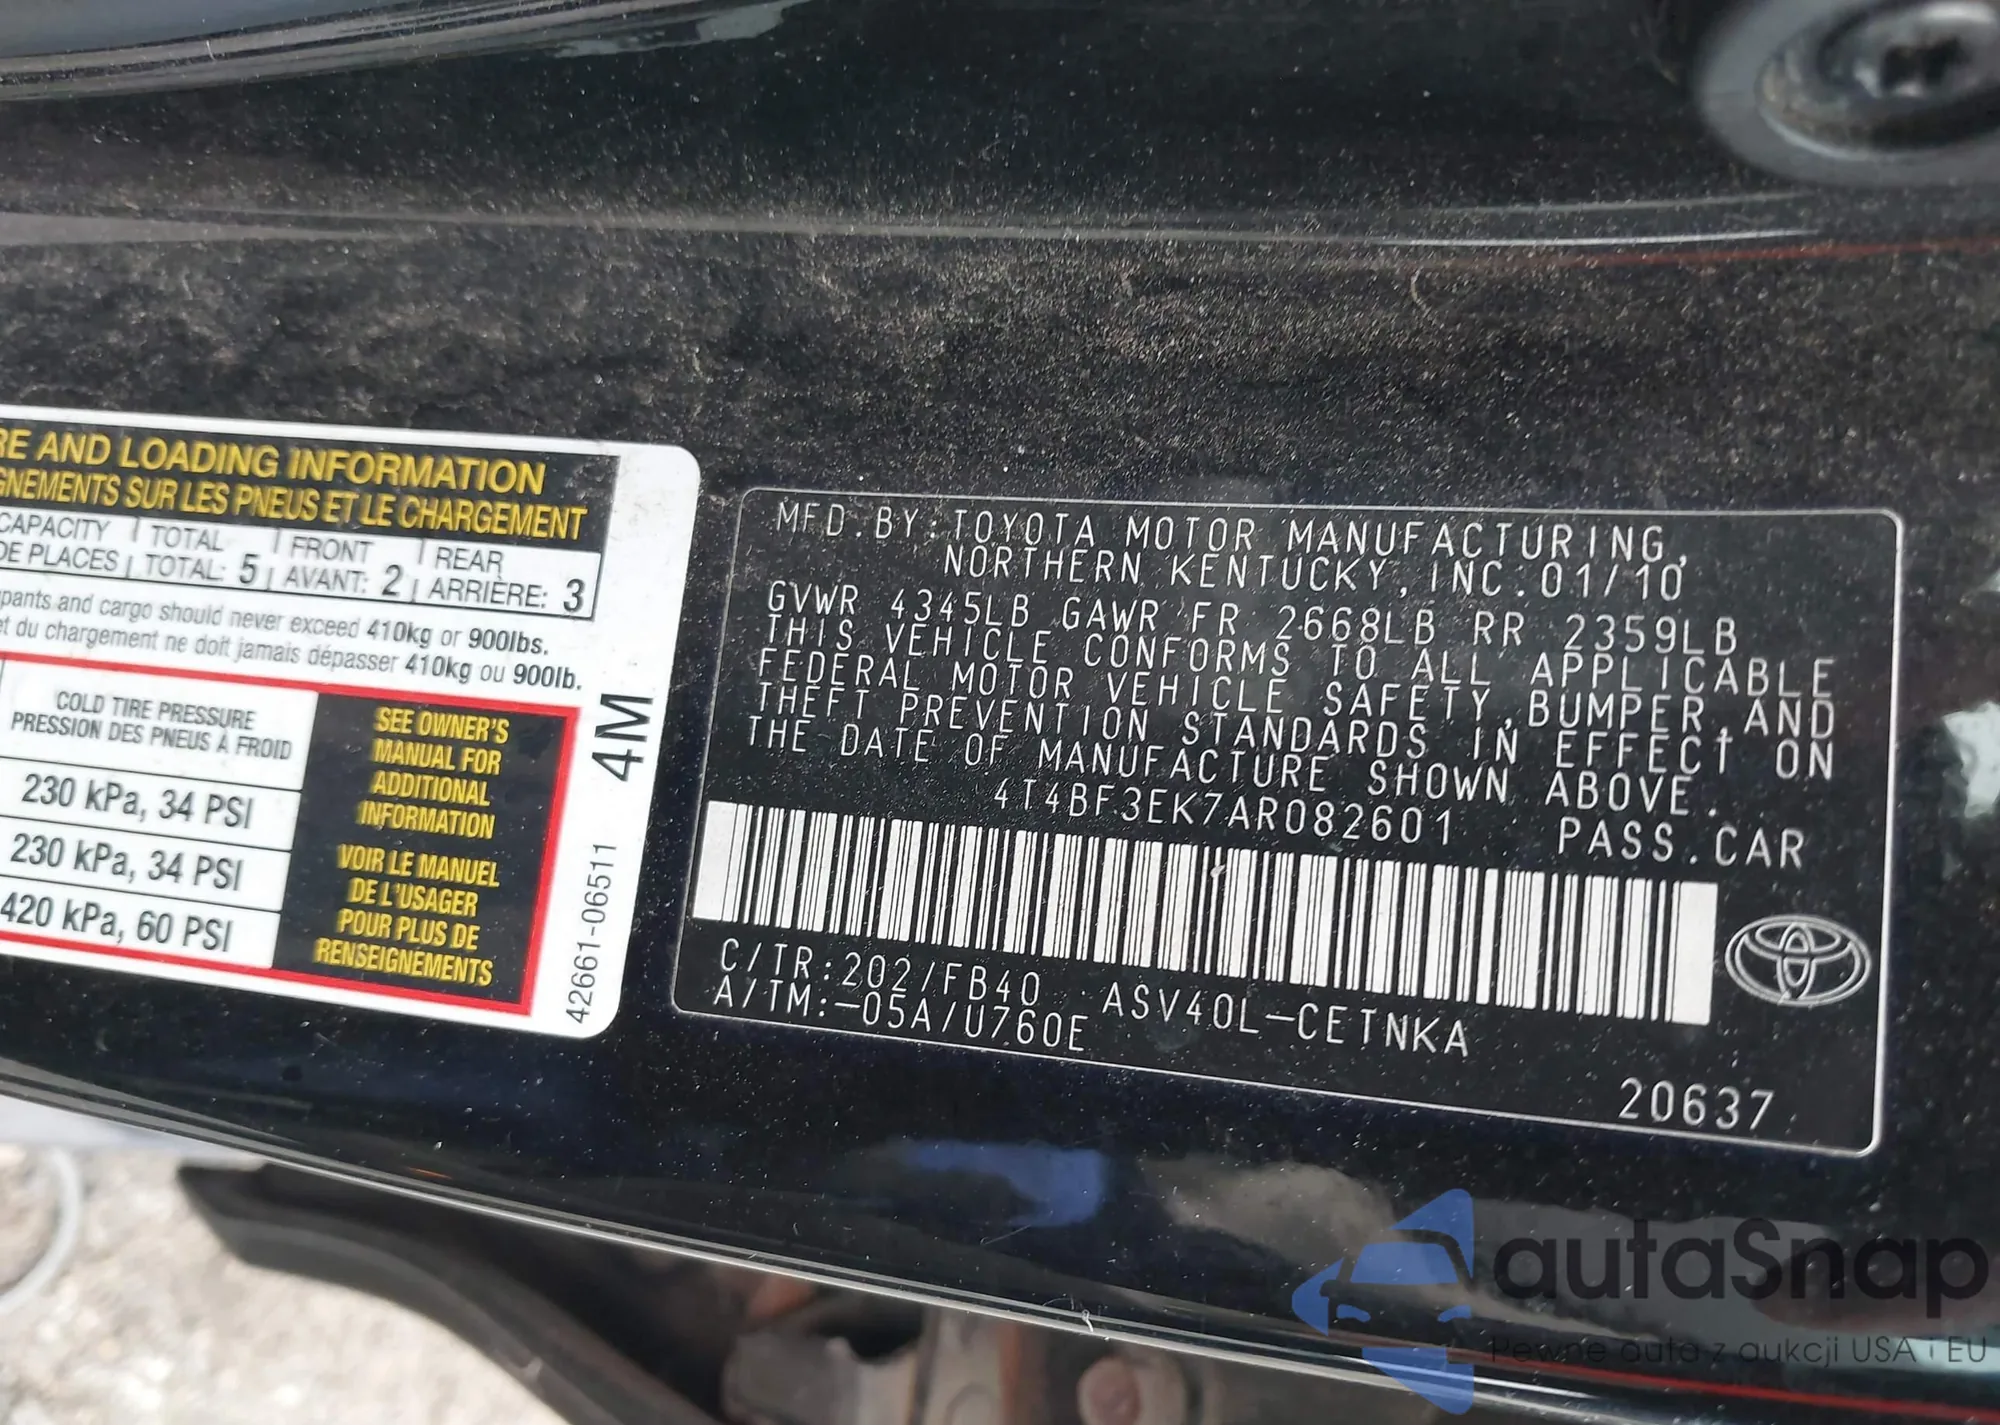 RE AND LOADING INFORMATION
GNEMENTS SUR LES PNEUS ET LE CHARGEMENT
CAPACITY TOTAL FRONT REAR
DE PLACES TOTAL: 5 AVANT: 2 ARRIÈRE: 3
pants and cargo should never exceed 410kg or 900lbs.
et du chargement ne doit jamais dépasser 410kg ou 900lb.
COLD TIRE PRESSURE
PRESSION DES PNEUS À FROID
230 kPa, 34 PSI
230 kPa, 34 PSI
420 kPa, 60 PSI
SEE OWNER'S
MANUAL FOR
ADDITIONAL
INFORMATION
VOIR LE MANUEL
DE L'USAGER
POUR PLUS DE
RENSEIGNEMENTS
4M
42661-06511
MFD.BY:TOYOTA MOTOR MANUFACTURING,
NORTHERN KENTUCKY, INC.01/10
GVWR 4345LB GAWR FR 2668LB RR 2359LB
THIS VEHICLE CONFORMS TO ALL APPLICABLE
FEDERAL MOTOR VEHICLE SAFETY,BUMPER,AND
THEFT PREVENTION STANDARDS IN EFFECT ON
THE DATE OF MANUFACTURE SHOWN ABOVE.
4T4BF3EK7AR082601 PASS.CAR
C/TR:202/FB40 ASV40L-CETNKA
A/TM:-05A/U760E
20637
autaSnap
Pewne auta z aukcji USA i EU